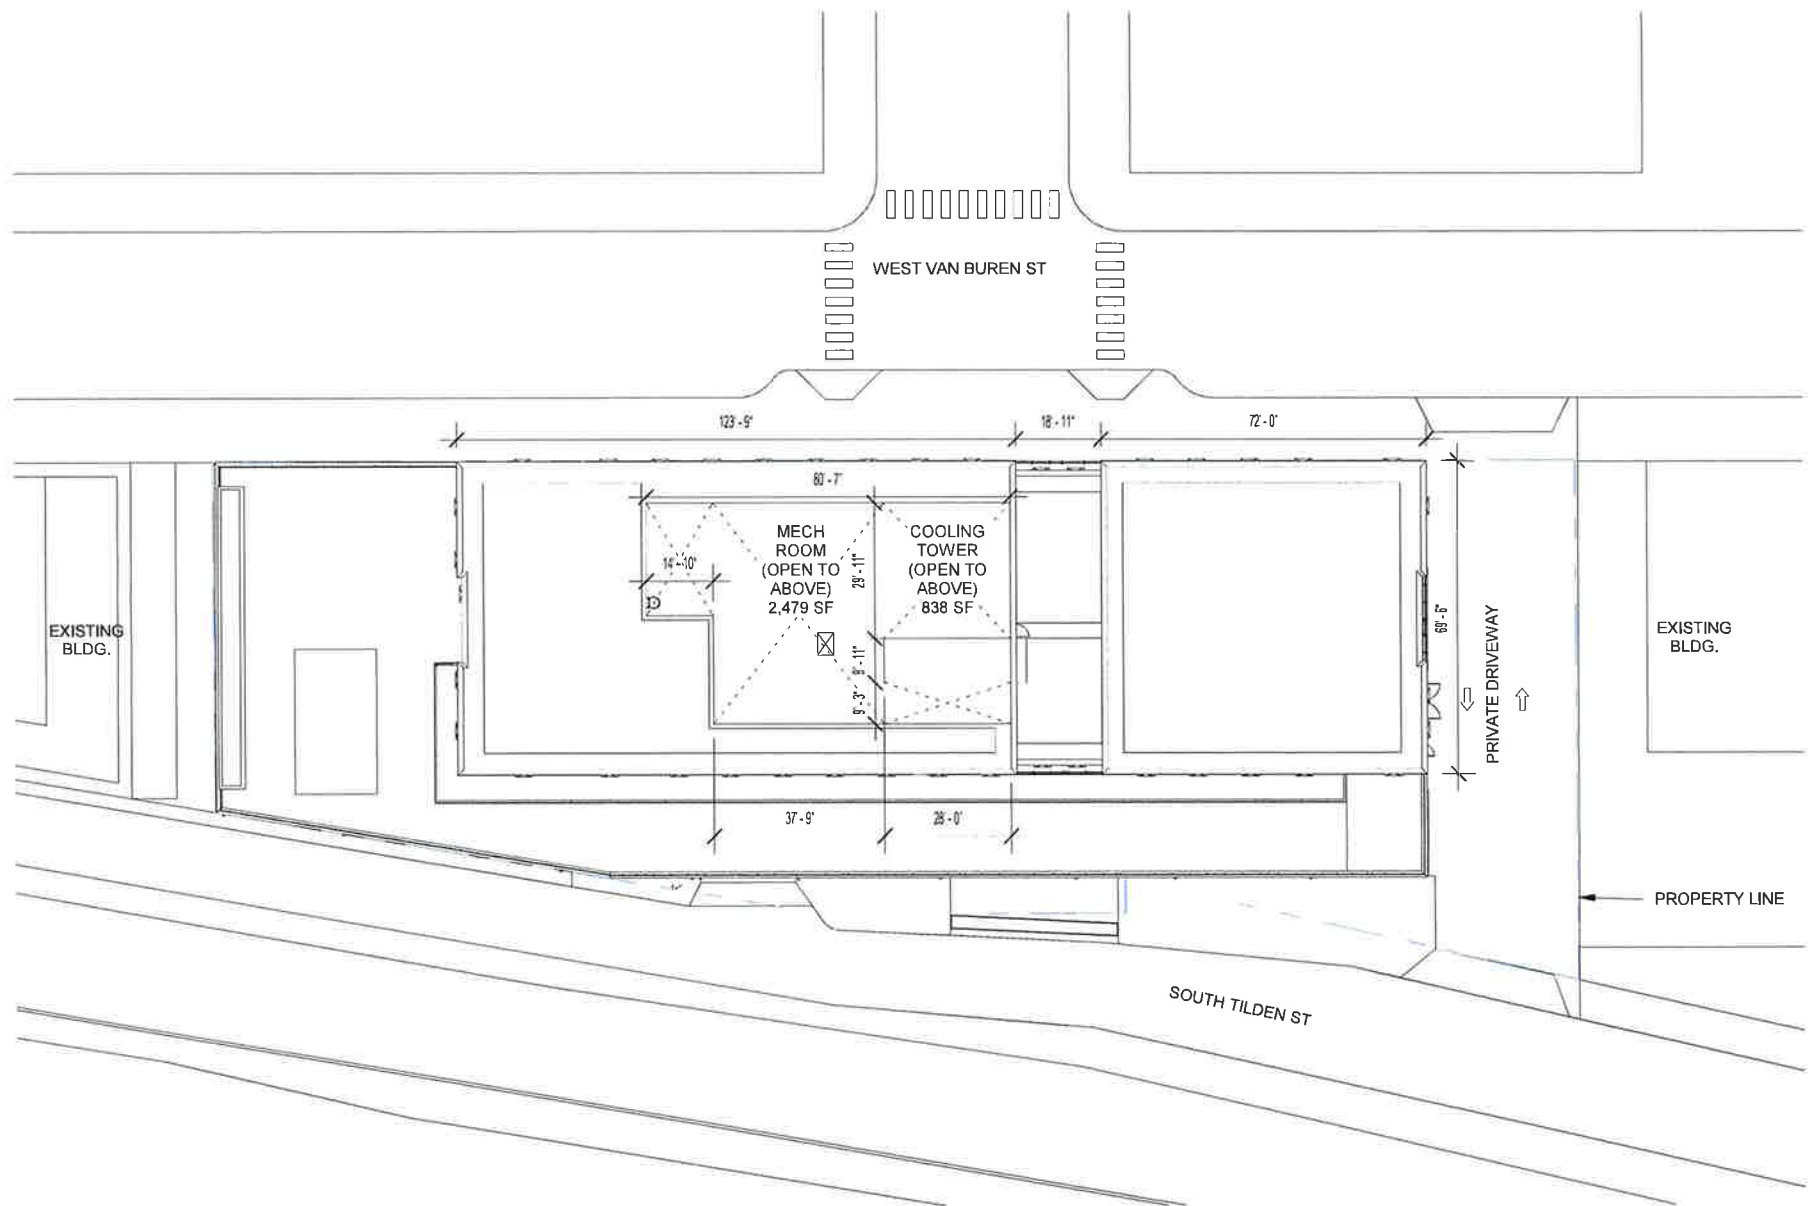 WEST VAN BUREN ST
123' - 9"
18' - 11"
72' - 0"
80' - 7"
MECH
ROOM
(OPEN TO
ABOVE)
2,479 SF
COOLING
TOWER
(OPEN TO
ABOVE)
838 SF
14' - 10"
29' - 11"
9' - 11"
9' - 3"
69' - 6"
EXISTING
BLDG.
PRIVATE DRIVEWAY
EXISTING
BLDG.
37' - 9"
28' - 0"
PROPERTY LINE
SOUTH TILDEN ST